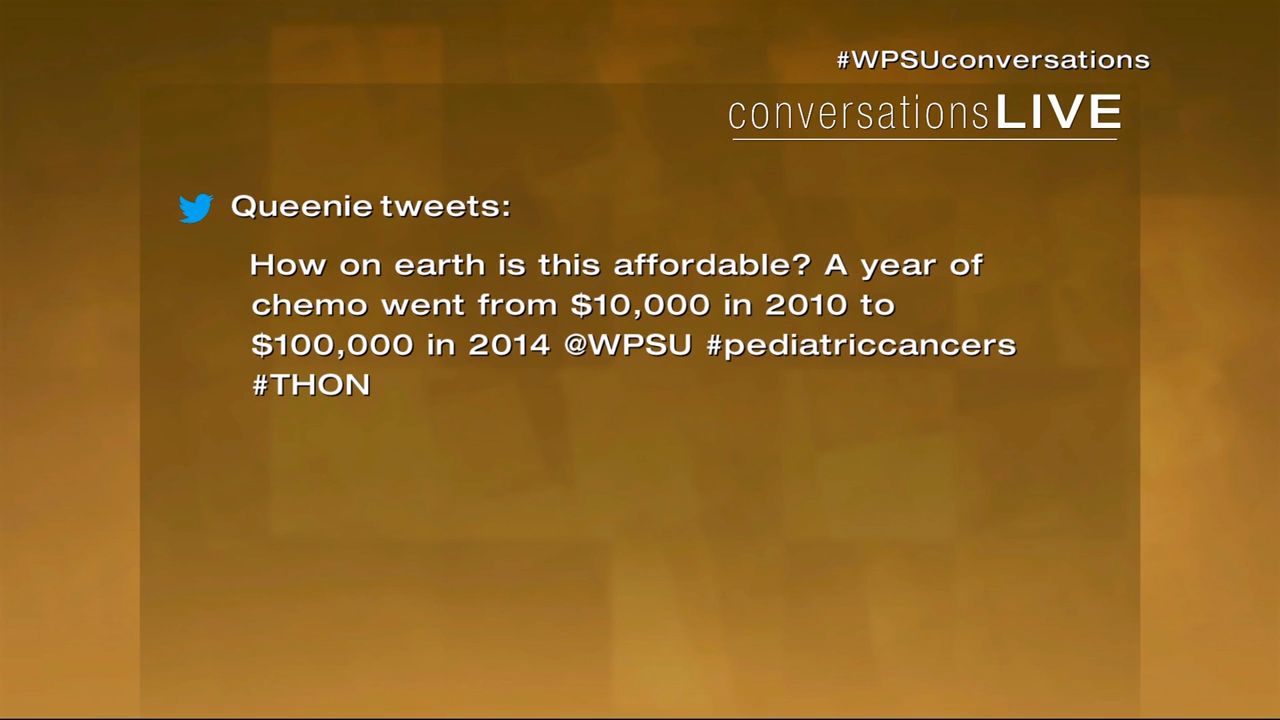 #WPSUconversations
conversationsLIVE
Queenie tweets:
How on earth is this affordable? A year of
chemo went from $10,000 in 2010 to
$100,000 in 2014 @WPSU #pediatriccancers
#THON